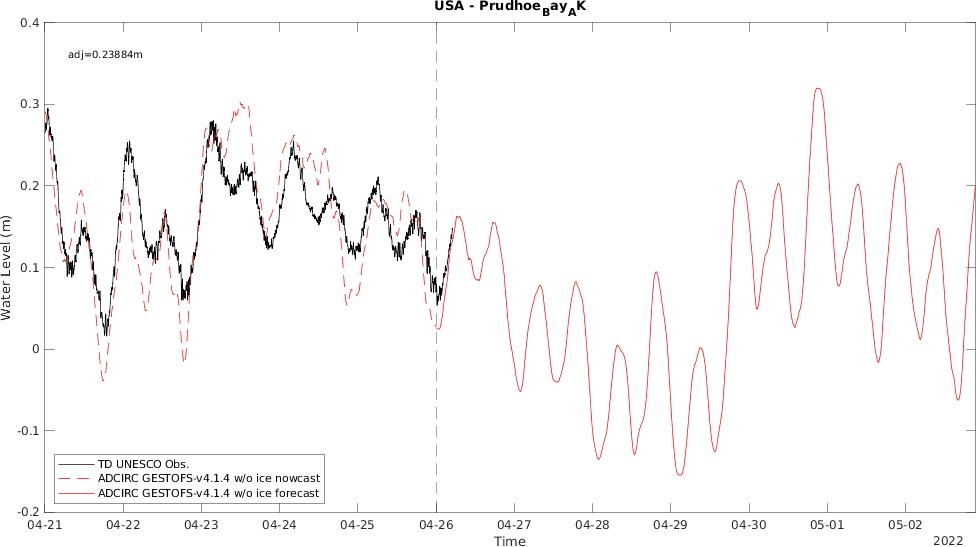 USA - Prudhoe_Bay_AK
adj=0.23884m
0.4
0.3
0.2
0.1
0
-0.1
-0.2
Water Level (m)
TD UNESCO Obs.
ADCIRC GESTOFS-v4.1.4 w/o ice nowcast
ADCIRC GESTOFS-v4.1.4 w/o ice forecast
04-21 04-22 04-23 04-24 04-25 04-26 04-27 04-28 04-29 04-30 05-01 05-02
Time
2022